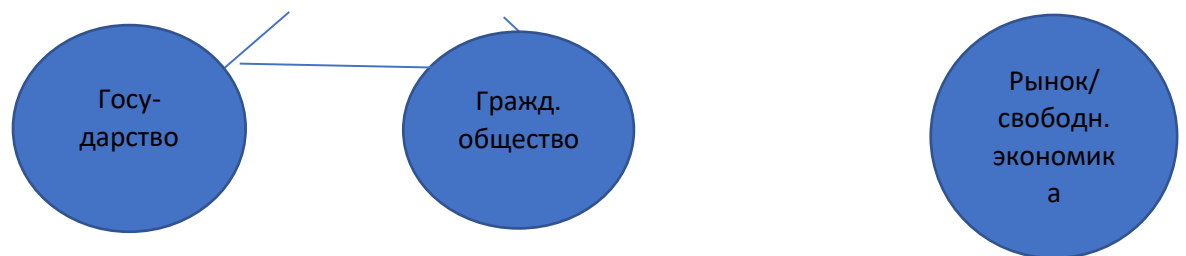 Госу-
дарство
Гражд.
общество
Рынок/
свободн.
экономик
а